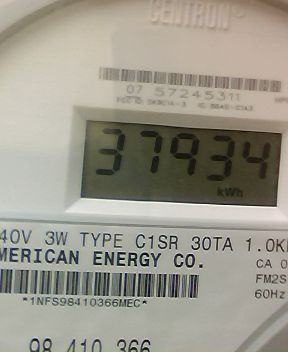 CENTRON®
07 57245311
37934
kWh
40V 3W TYPE C1SR 30TA 1.0K
MERICAN ENERGY CO.
CA 0
FM2S
*1NFS98410366MEC*
60Hz
98 410 366